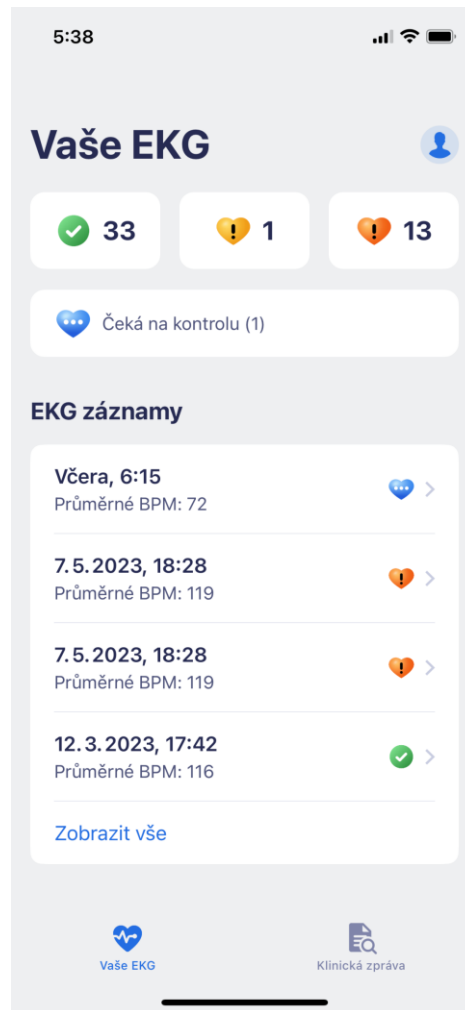 5:38
Vaše EKG
33
1
13
Čeká na kontrolu (1)
EKG záznamy
Včera, 6:15
Průměrné BPM: 72
7. 5. 2023, 18:28
Průměrné BPM: 119
7. 5. 2023, 18:28
Průměrné BPM: 119
12. 3. 2023, 17:42
Průměrné BPM: 116
Zobrazit vše
Vaše EKG
Klinická zpráva